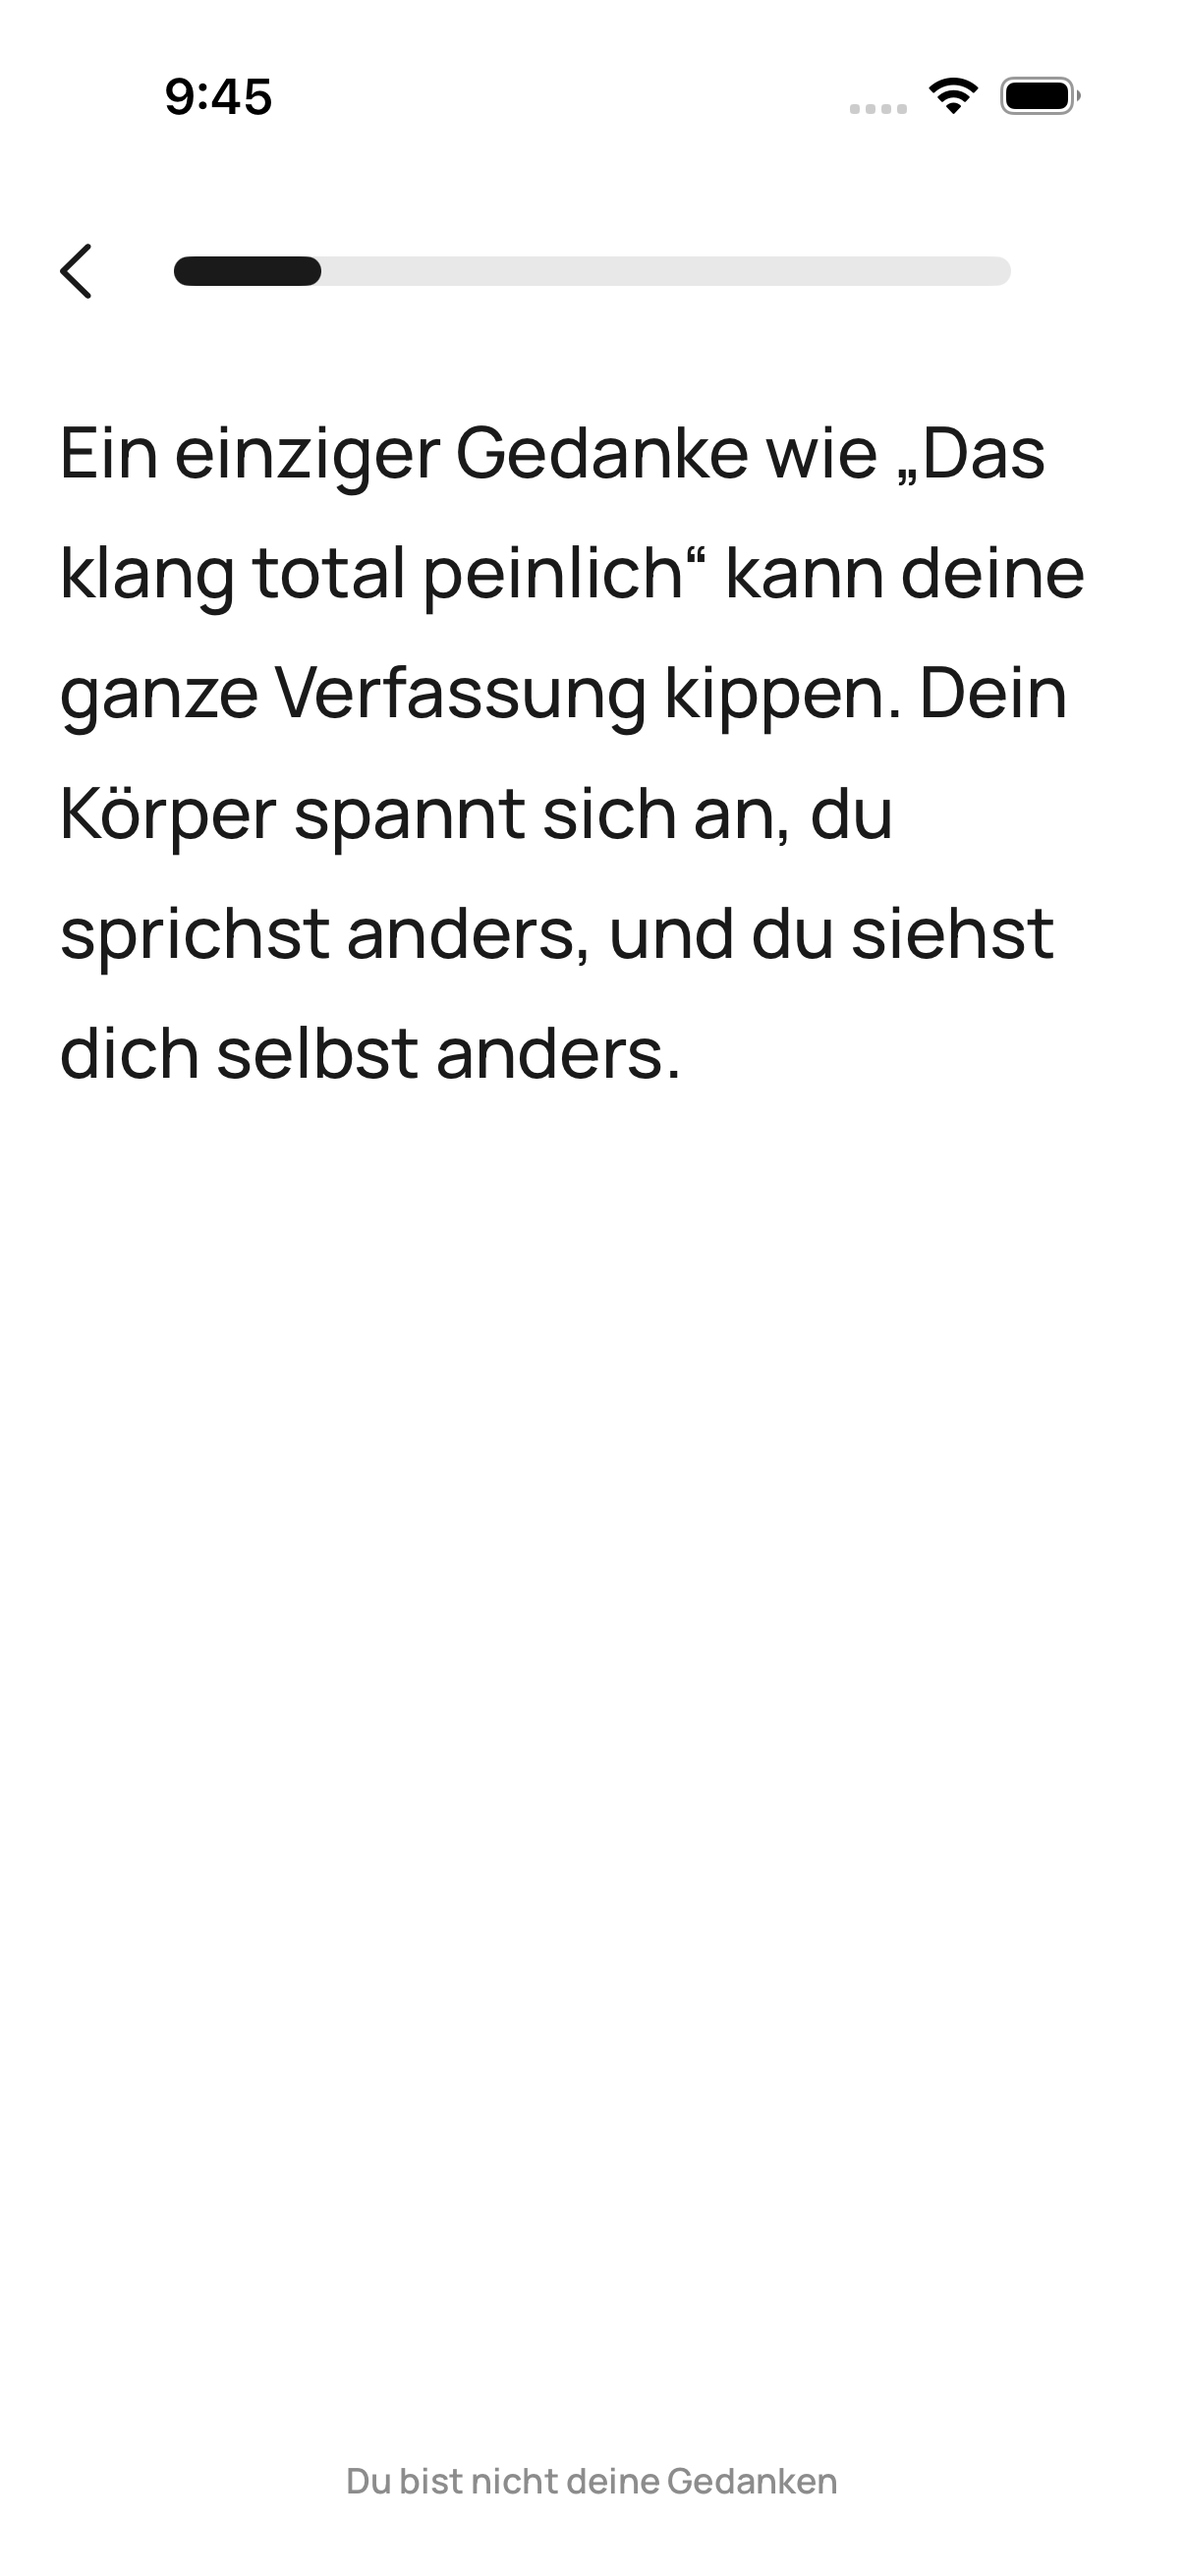 9:45
Ein einziger Gedanke wie „Das
klang total peinlich“ kann deine
ganze Verfassung kippen. Dein
Körper spannt sich an, du
sprichst anders, und du siehst
dich selbst anders.
Du bist nicht deine Gedanken